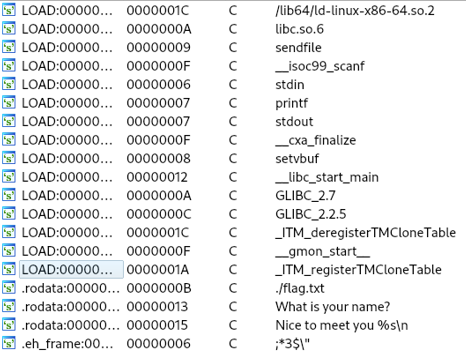 LOAD:00000... 0000001C C /lib64/ld-linux-x86-64.so.2
LOAD:00000... 0000000A C libc.so.6
LOAD:00000... 00000009 C sendfile
LOAD:00000... 0000000F C __isoc99_scanf
LOAD:00000... 00000006 C stdin
LOAD:00000... 00000007 C printf
LOAD:00000... 00000007 C stdout
LOAD:00000... 0000000F C __cxa_finalize
LOAD:00000... 00000008 C setvbuf
LOAD:00000... 00000012 C __libc_start_main
LOAD:00000... 0000000A C GLIBC_2.7
LOAD:00000... 0000000C C GLIBC_2.2.5
LOAD:00000... 0000001C C _ITM_deregisterTMCloneTable
LOAD:00000... 0000000F C __gmon_start__
LOAD:00000... 0000001A C _ITM_registerTMCloneTable
.rodata:00000... 0000000B C ./flag.txt
.rodata:00000... 00000013 C What is your name?
.rodata:00000... 00000015 C Nice to meet you %s\n
.eh_frame:00... 00000006 C ;*3$\"